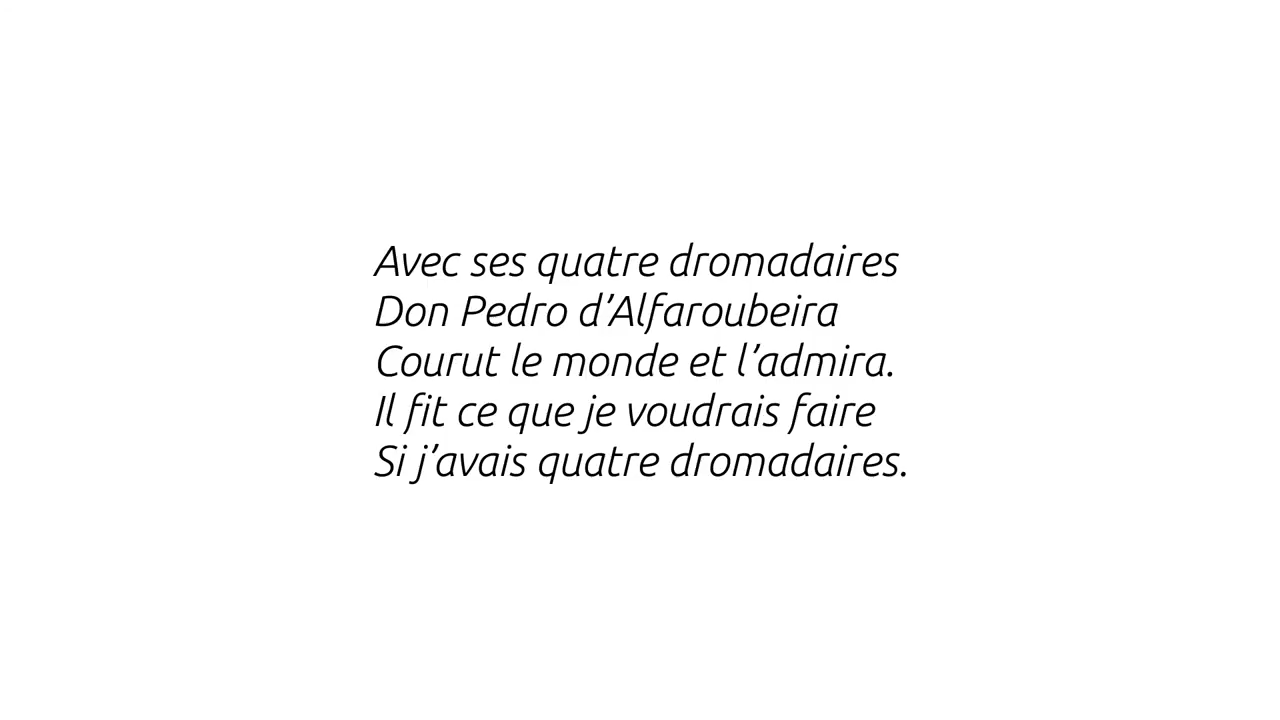 Avec ses quatre dromadaires
Don Pedro d’Alfaroubeira
Courut le monde et l’admira.
Il fit ce que je voudrais faire
Si j’avais quatre dromadaires.